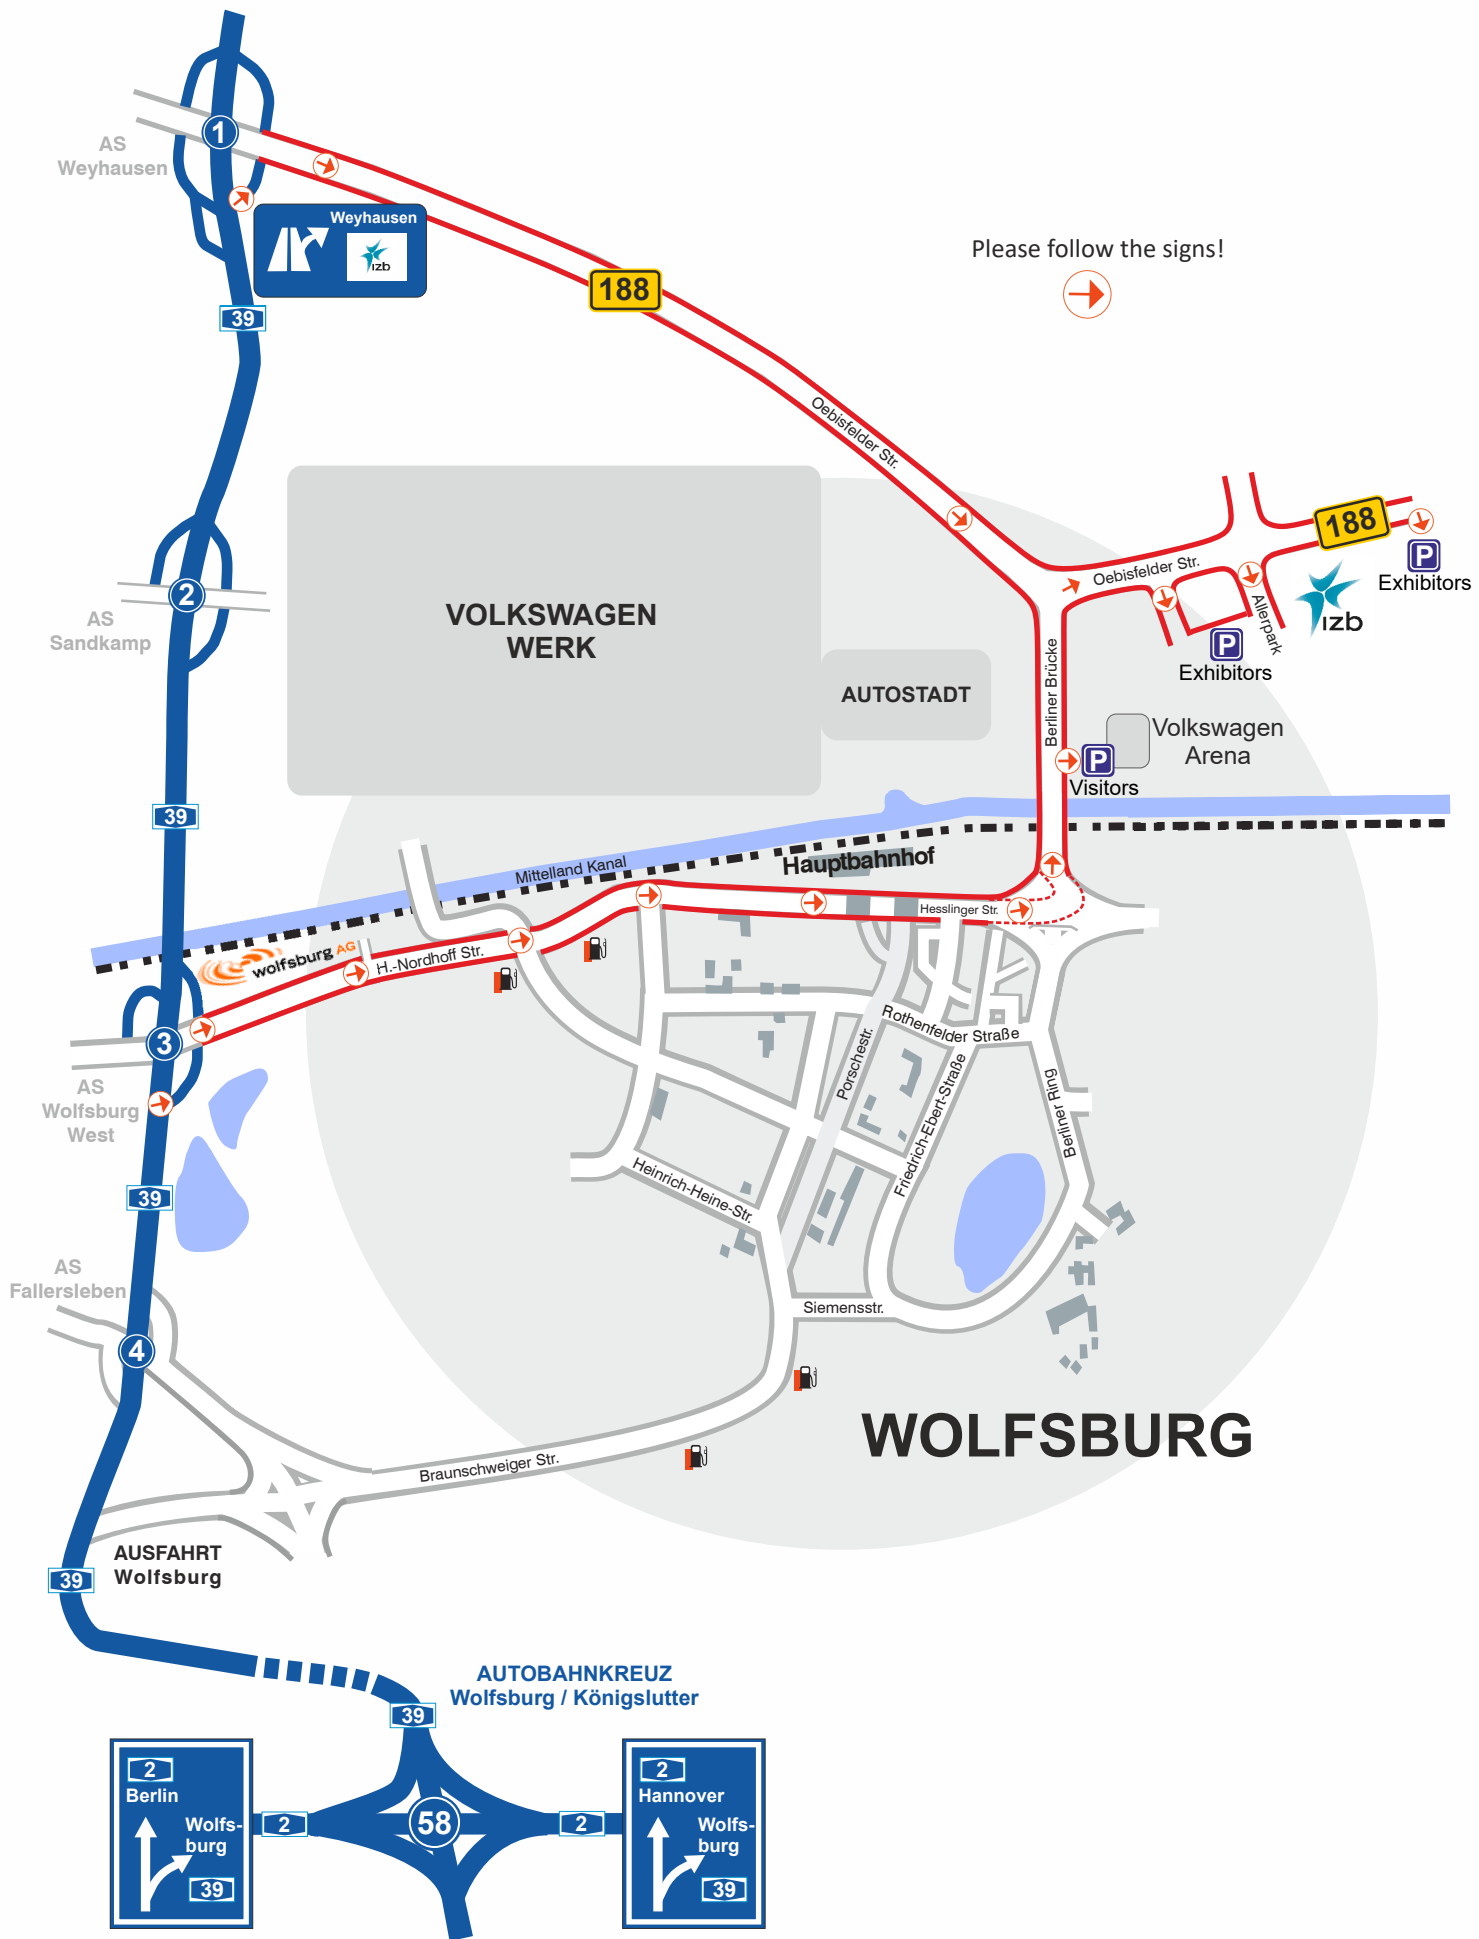 1
AS
Weyhausen
Weyhausen
izb
39
188
Please follow the signs!
Oebisfelder Str.
188
P
Exhibitors
2
AS
Sandkamp
VOLKSWAGEN
WERK
AUTOSTADT
Oebisfelder Str.
Allerpark
izb
P
Exhibitors
Berliner Brücke
Volkswagen
Arena
P
Visitors
39
Mittelland Kanal
Hauptbahnhof
Hesslinger Str.
wolfsburg AG
H.-Nordhoff Str.
3
AS
Wolfsburg
West
Rothenfelder Straße
Porschestr.
Friedrich-Ebert-Straße
Berliner Ring
Heinrich-Heine-Str.
39
AS
Fallersleben
4
Siemensstr.
WOLFSBURG
Braunschweiger Str.
AUSFAHRT
Wolfsburg
39
AUTOBAHNKREUZ
Wolfsburg / Königslutter
39
2
Berlin
Wolfs-
burg
39
2
58
2
2
Hannover
Wolfs-
burg
39